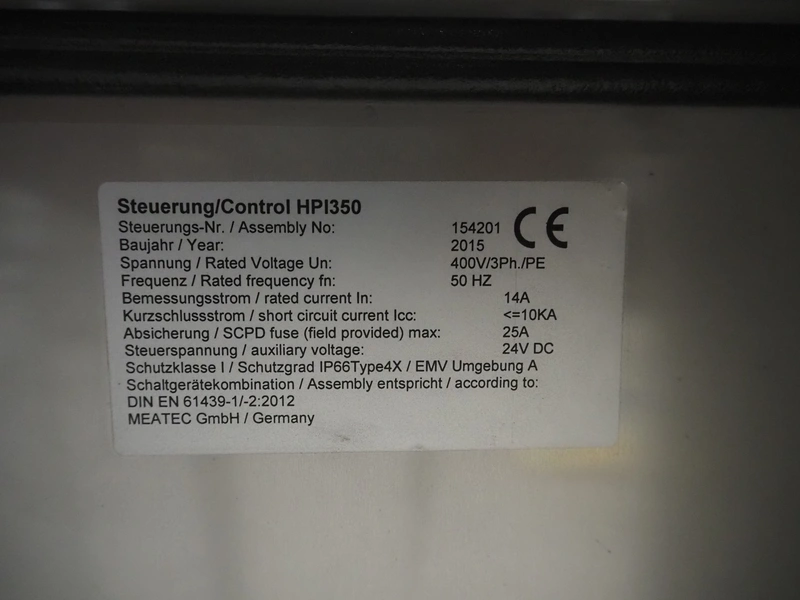 Steuerung/Control HPI350
Steuerungs-Nr. / Assembly No: 154201 CE
Baujahr / Year: 2015
Spannung / Rated Voltage Un: 400V/3Ph./PE
Frequenz / Rated frequency fn: 50 HZ
Bemessungsstrom / rated current In: 14A
Kurzschlussstrom / short circuit current Icc: <=10KA
Absicherung / SCPD fuse (field provided) max: 25A
Steuerspannung / auxiliary voltage: 24V DC
Schutzklasse I / Schutzgrad IP66Type4X / EMV Umgebung A
Schaltgerätekombination / Assembly entspricht / according to:
DIN EN 61439-1/-2:2012
MEATEC GmbH / Germany